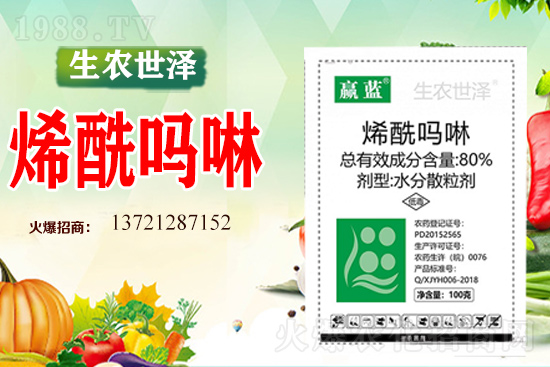 1988.TV
生农世泽
烯酰吗啉
火爆招商： 13721287152
赢蓝 生农世泽
烯酰吗啉
总有效成分含量:80%
剂型:水分散粒剂
低毒
农药登记证号:
PD20152565
生产许可证号:
农药生许（皖）0076
产品标准号:
Q/XJYH006-2018
净含量：100克
火爆农化招商网